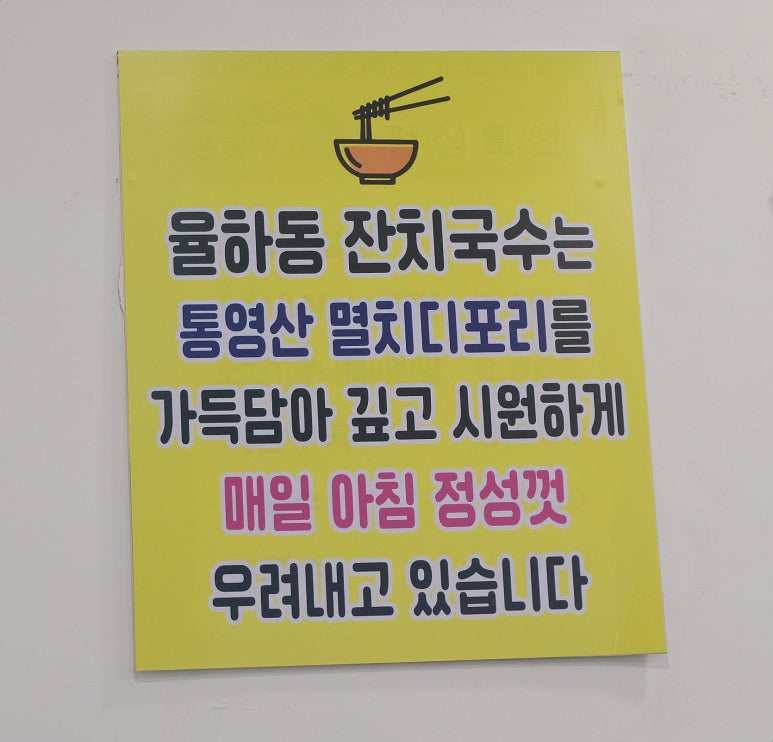 율하동 잔치국수는
통영산 멸치디포리를
가득담아 깊고 시원하게
매일 아침 정성껏
우려내고 있습니다